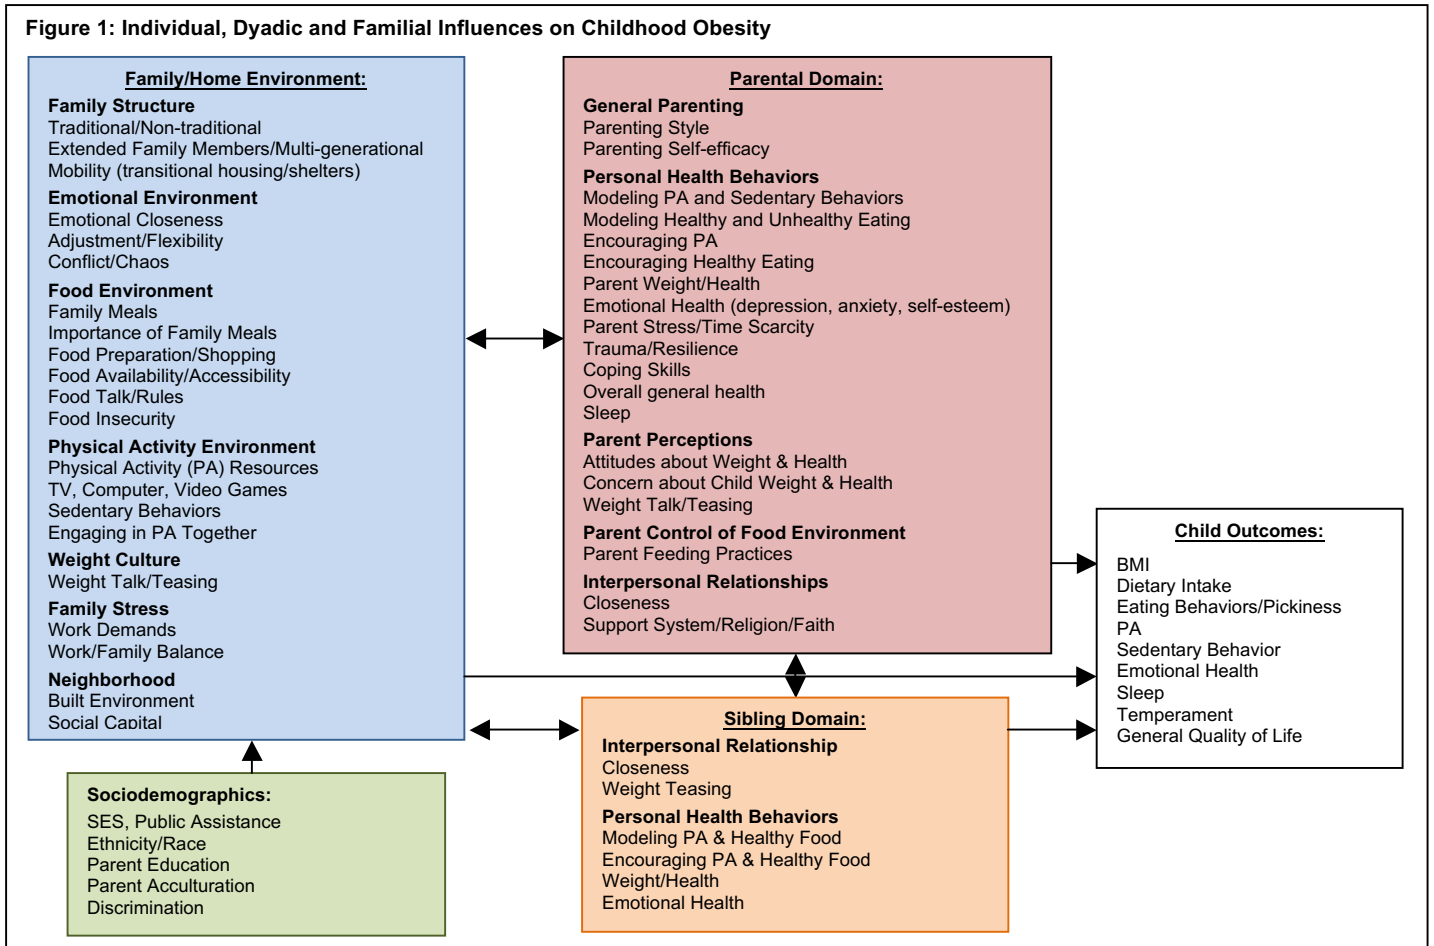 Figure 1: Individual, Dyadic and Familial Influences on Childhood Obesity
Family/Home Environment:
Family Structure
Traditional/Non-traditional
Extended Family Members/Multi-generational
Mobility (transitional housing/shelters)
Emotional Environment
Emotional Closeness
Adjustment/Flexibility
Conflict/Chaos
Food Environment
Family Meals
Importance of Family Meals
Food Preparation/Shopping
Food Availability/Accessibility
Food Talk/Rules
Food Insecurity
Physical Activity Environment
Physical Activity (PA) Resources
TV, Computer, Video Games
Sedentary Behaviors
Engaging in PA Together
Weight Culture
Weight Talk/Teasing
Family Stress
Work Demands
Work/Family Balance
Neighborhood
Built Environment
Social Capital
Sociodemographics:
SES, Public Assistance
Ethnicity/Race
Parent Education
Parent Acculturation
Discrimination
Parental Domain:
General Parenting
Parenting Style
Parenting Self-efficacy
Personal Health Behaviors
Modeling PA and Sedentary Behaviors
Modeling Healthy and Unhealthy Eating
Encouraging PA
Encouraging Healthy Eating
Parent Weight/Health
Emotional Health (depression, anxiety, self-esteem)
Parent Stress/Time Scarcity
Trauma/Resilience
Coping Skills
Overall general health
Sleep
Parent Perceptions
Attitudes about Weight & Health
Concern about Child Weight & Health
Weight Talk/Teasing
Parent Control of Food Environment
Parent Feeding Practices
Interpersonal Relationships
Closeness
Support System/Religion/Faith
Sibling Domain:
Interpersonal Relationship
Closeness
Weight Teasing
Personal Health Behaviors
Modeling PA & Healthy Food
Encouraging PA & Healthy Food
Weight/Health
Emotional Health
Child Outcomes:
BMI
Dietary Intake
Eating Behaviors/Pickiness
PA
Sedentary Behavior
Emotional Health
Sleep
Temperament
General Quality of Life